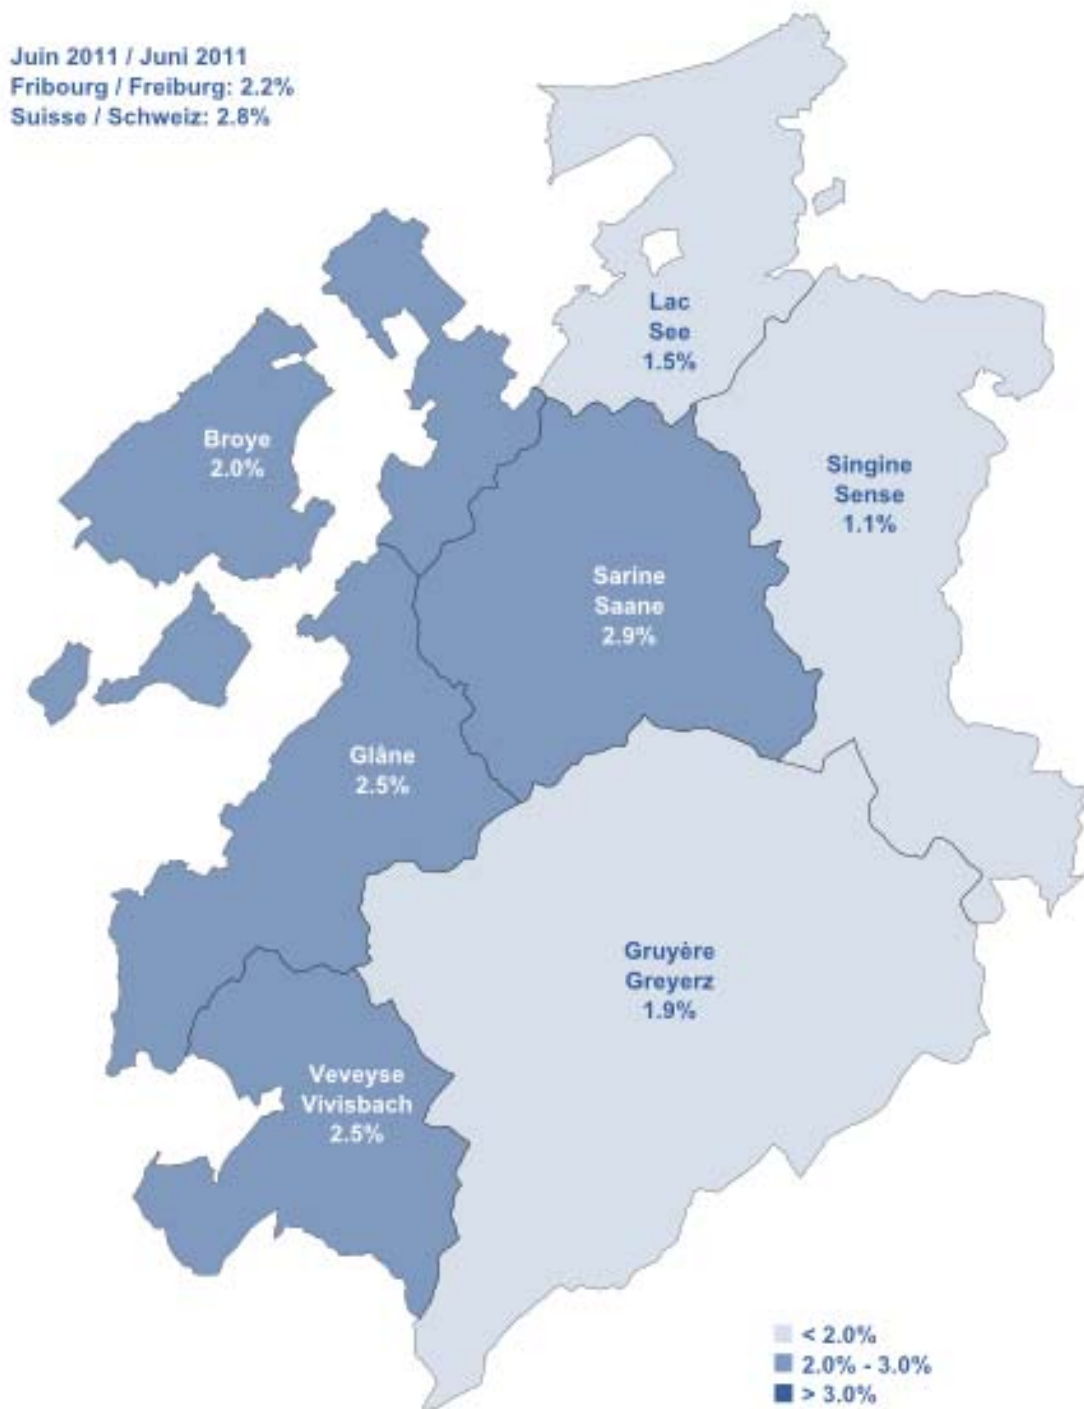 Juin 2011 / Juni 2011
Fribourg / Freiburg: 2.2%
Suisse / Schweiz: 2.8%
Lac
See
1.5%
Broye
2.0%
Singine
Sense
1.1%
Sarine
Saane
2.9%
Glâne
2.5%
Gruyère
Greyerz
1.9%
Veveyse
Vivisbach
2.5%
< 2.0%
2.0% - 3.0%
> 3.0%